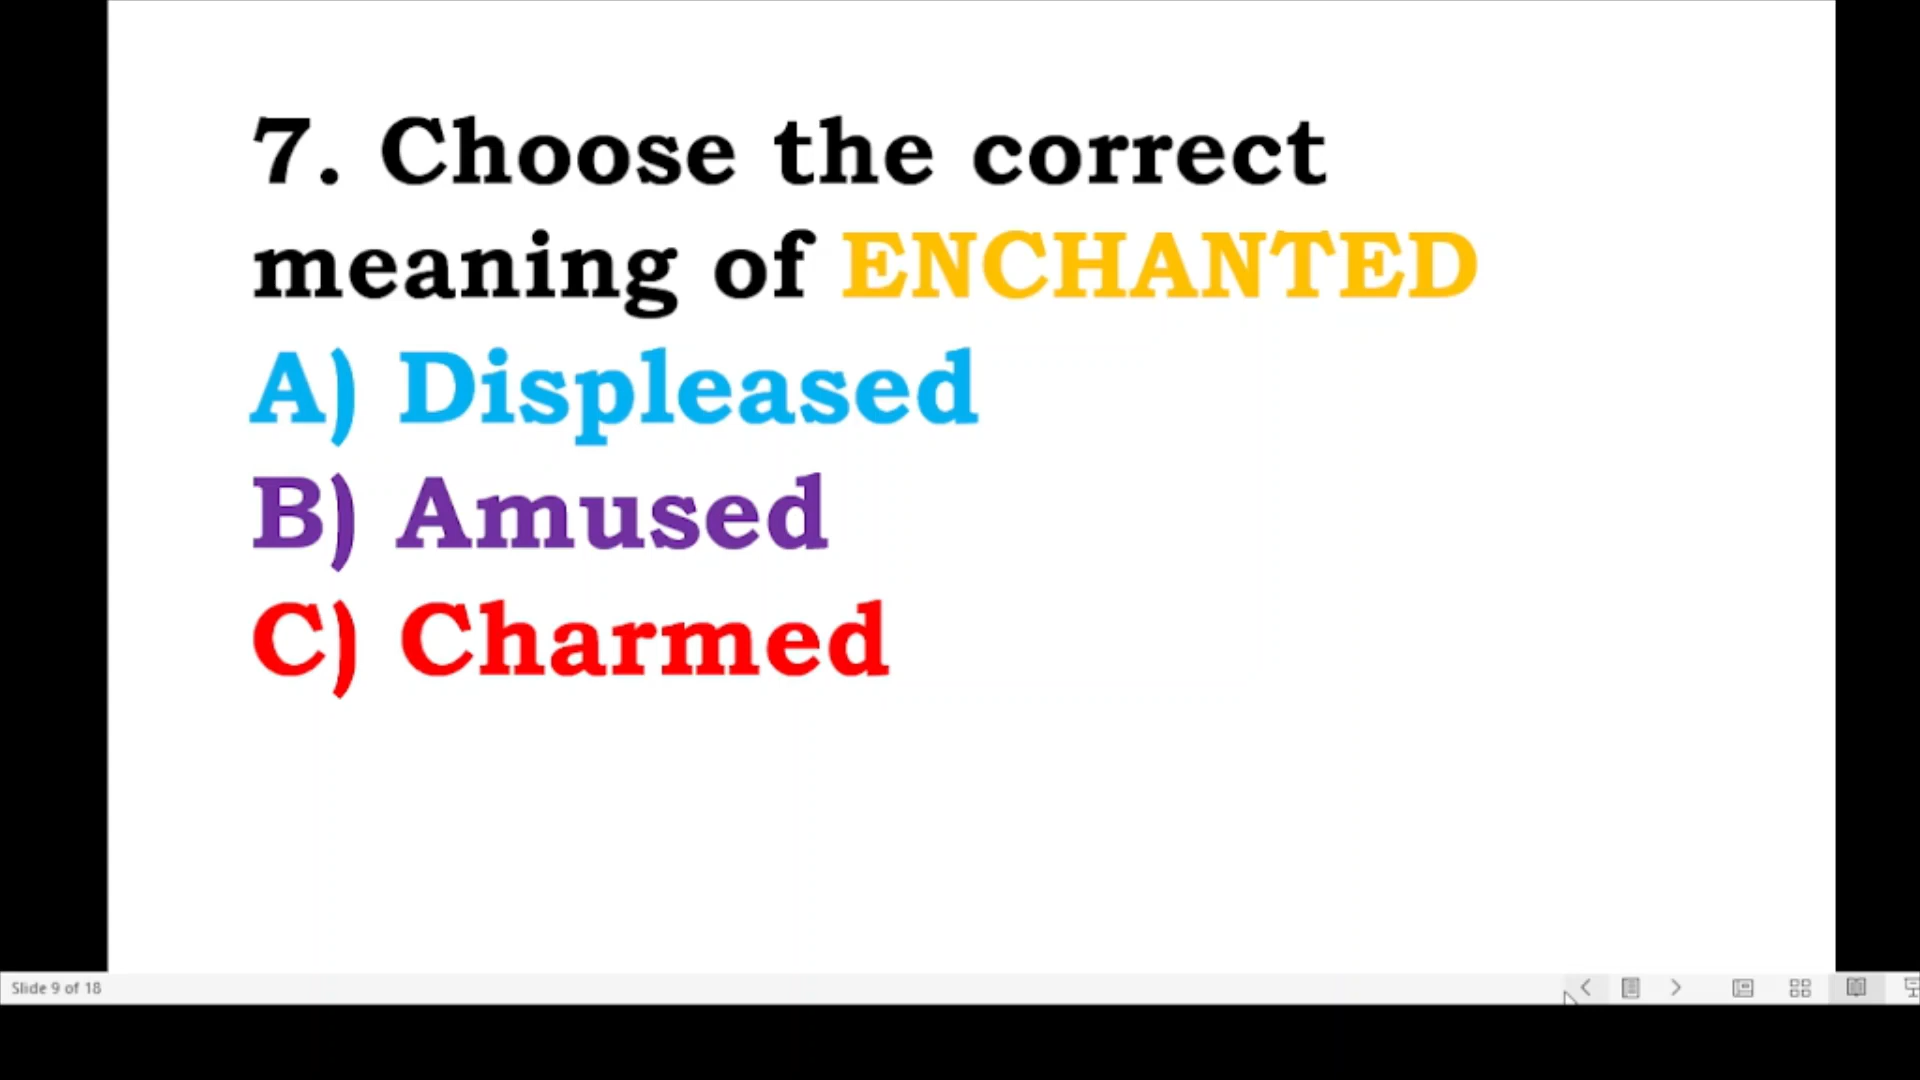 7. Choose the correct
meaning of ENCHANTED
A) Displeased
B) Amused
C) Charmed
Slide 9 of 18